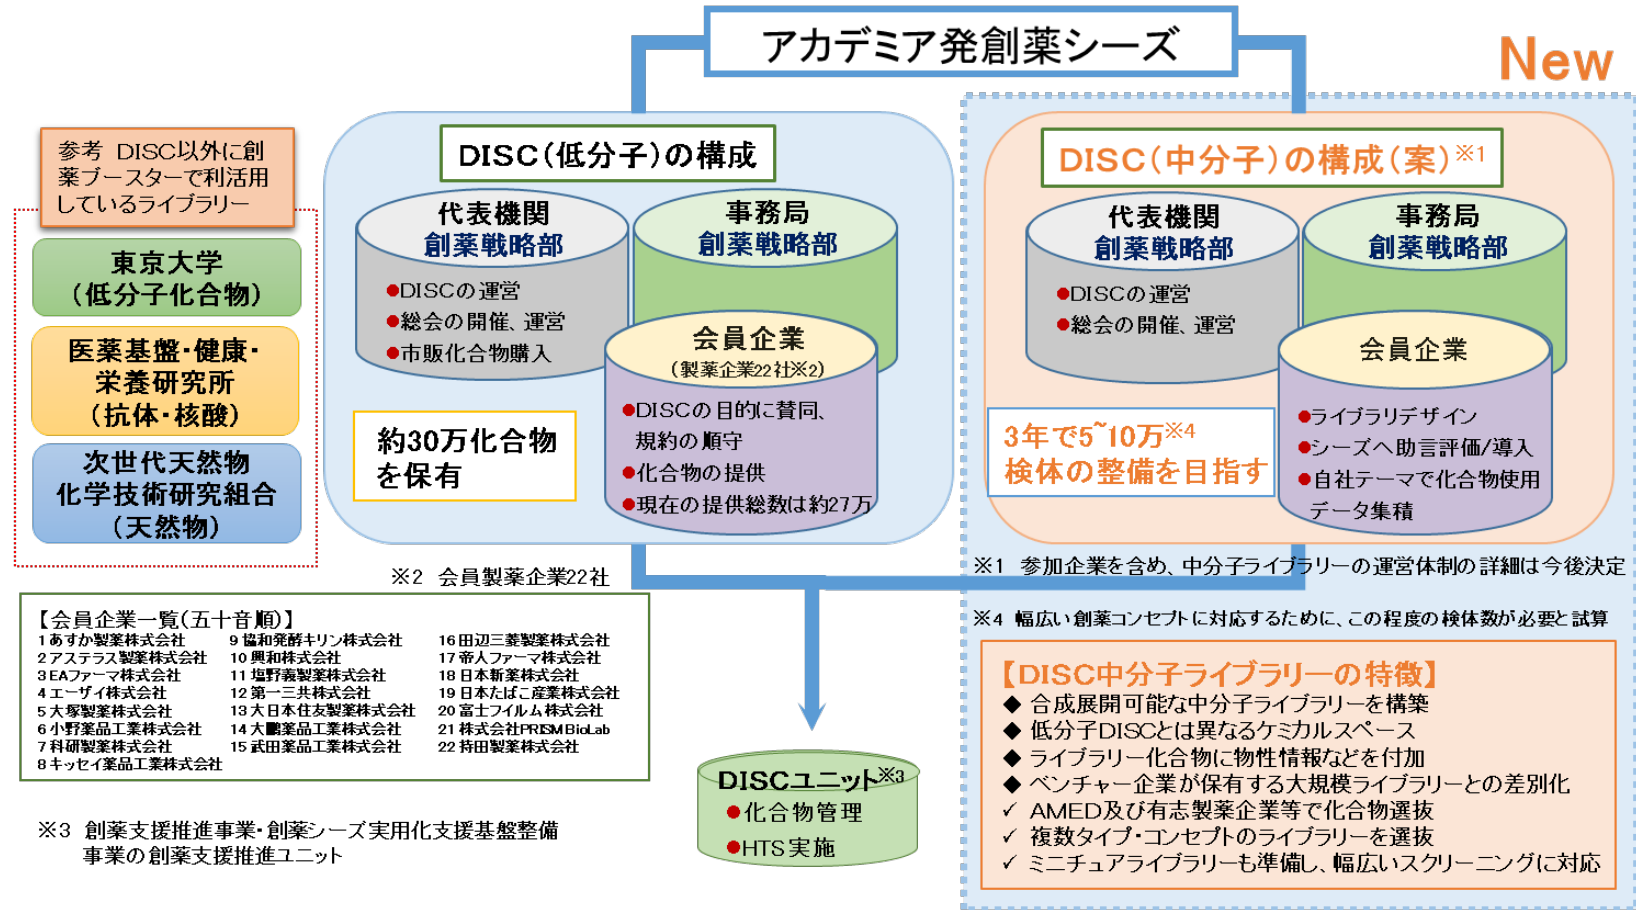 アカデミア発創薬シーズ
New
参考 DISC以外に創
薬ブースターで利活用
しているライブラリー
東京大学
(低分子化合物)
医薬基盤・健康・
栄養研究所
(抗体・核酸)
次世代天然物
化学技術研究組合
(天然物)
DISC(低分子)の構成
代表機関
創薬戦略部
●DISCの運営
●総会の開催、運営
●市販化合物購入
事務局
創薬戦略部
会員企業
(製薬企業22社※2)
●DISCの目的に賛同、
規約の順守
●化合物の提供
●現在の提供総数は約27万
約30万化合物
を保有
DISC(中分子)の構成(案)※1
代表機関
創薬戦略部
●DISCの運営
●総会の開催、運営
事務局
創薬戦略部
会員企業
●ライブラリデザイン
●シーズへ助言評価/導入
●自社テーマで化合物使用
データ集積
3年で5~10万※4
検体の整備を目指す
※1 参加企業を含め、中分子ライブラリーの運営体制の詳細は今後決定
※4 幅広い創薬コンセプトに対応するために、この程度の検体数が必要と試算
【DISC中分子ライブラリーの特徴】
◆ 合成展開可能な中分子ライブラリーを構築
◆ 低分子DISCとは異なるケミカルスペース
◆ ライブラリー化合物に物性情報などを付加
◆ ベンチャー企業が保有する大規模ライブラリーとの差別化
✓ AMED及び有志製薬企業等で化合物選抜
✓ 複数タイプ・コンセプトのライブラリーを選抜
✓ ミニチュアライブラリーも準備し、幅広いスクリーニングに対応
※2 会員製薬企業22社
【会員企業一覧(五十音順)】
1 あすか製薬株式会社
2 アステラス製薬株式会社
3 EAファーマ株式会社
4 エーザイ株式会社
5 大塚製薬株式会社
6 小野薬品工業株式会社
7 科研製薬株式会社
8 キッセイ薬品工業株式会社
9 協和発酵キリン株式会社
10 興和株式会社
11 塩野義製薬株式会社
12 第一三共株式会社
13 大日本住友製薬株式会社
14 大鵬薬品工業株式会社
15 武田薬品工業株式会社
16 田辺三菱製薬株式会社
17 帝人ファーマ株式会社
18 日本新薬株式会社
19 日本たばこ産業株式会社
20 富士フイルム株式会社
21 株式会社PRISM BioLab
22 持田製薬株式会社
DISCユニット※3
●化合物管理
●HTS実施
※3 創薬支援推進事業・創薬シーズ実用化支援基盤整備
事業の創薬支援推進ユニット